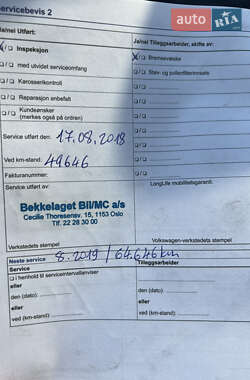 Servicebevis 2
auto RIA .com
Ja/nei Utført:
Ja/nei Tilleggsarbeider, skifte av:
Inspeksjon
Bremsevæske
med utvidet serviceomfang
Støv- og pollenfilterinnsats
Karosserikontroll
Reparasjon anbefalt
Kundeønsker
(merkes også på ordren)
Service utført den: 17.08.2018
Ved km-stand: 49646
Fakturanummer:
Service utført av:
LongLife mobilitetsgaranti
Bekkelaget Bil/MC a/s
Cecilie Thoresensv. 15, 1153 Oslo
Tlf. 22 28 30 00
Verkstedets stempel
Volkswagen-verkstedets stempel
Neste service 8.2019 / 64.646 km
Service
Tilleggsarbeider
i henhold til serviceintervallanviser
eller
eller
den (dato):
den (dato):
eller
eller
ved (km-stand):
ved (km-stand):